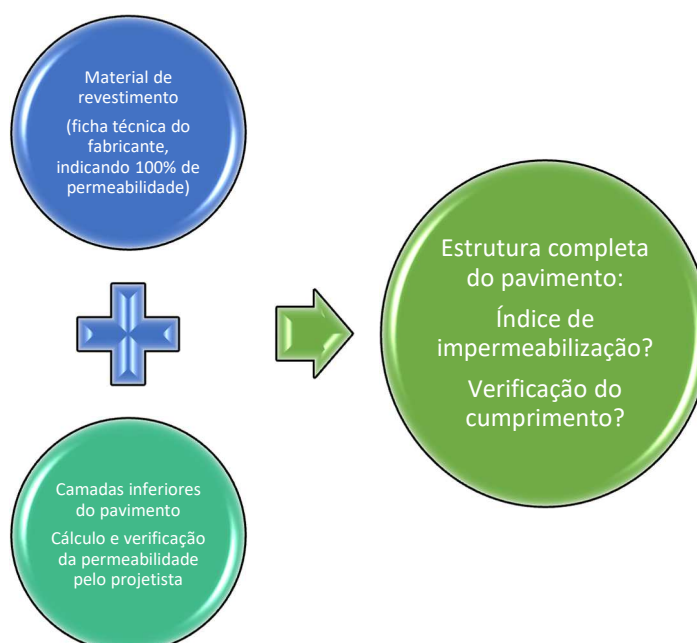 Material de
revestimento
(ficha técnica do
fabricante,
indicando 100% de
permeabilidade)
Camadas inferiores
do pavimento
Cálculo e verificação
da permeabilidade
pelo projetista
Estrutura completa
do pavimento:
Índice de
impermeabilização?
Verificação do
cumprimento?